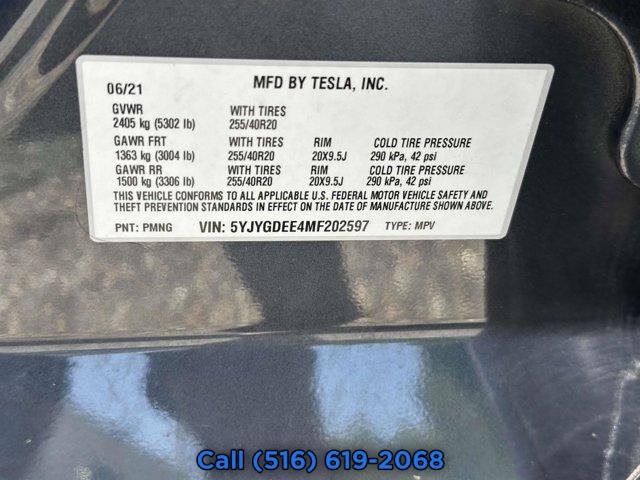 06/21 MFD BY TESLA, INC.
GVWR WITH TIRES
2405 kg (5302 lb) 255/40R20
GAWR FRT WITH TIRES RIM COLD TIRE PRESSURE
1363 kg (3004 lb) 255/40R20 20X9.5J 290 kPa, 42 psi
GAWR RR WITH TIRES RIM COLD TIRE PRESSURE
1500 kg (3306 lb) 255/40R20 20X9.5J 290 kPa, 42 psi
THIS VEHICLE CONFORMS TO ALL APPLICABLE U.S. FEDERAL MOTOR VEHICLE SAFETY AND
THEFT PREVENTION STANDARDS IN EFFECT ON THE DATE OF MANUFACTURE SHOWN ABOVE.
PNT: PMNG VIN: 5YJYGDEE4MF202597 TYPE: MPV
Call (516) 619-2068